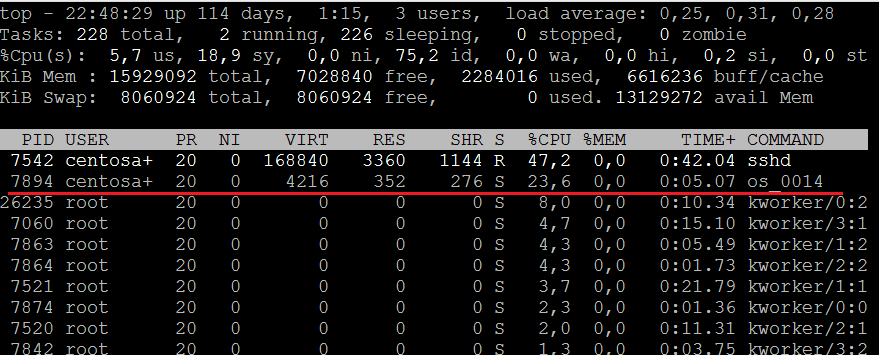 top - 22:48:29 up 114 days,  1:15,  3 users,  load average: 0,25, 0,31, 0,28
Tasks: 228 total,   2 running, 226 sleeping,   0 stopped,   0 zombie
%Cpu(s):  5,7 us, 18,9 sy,  0,0 ni, 75,2 id,  0,0 wa,  0,0 hi,  0,2 si,  0,0 st
KiB Mem : 15929092 total,  7028840 free,  2284016 used,  6616236 buff/cache
KiB Swap:  8060924 total,  8060924 free,        0 used. 13129272 avail Mem
PID USER      PR  NI    VIRT    RES    SHR S  %CPU %MEM     TIME+ COMMAND
7542 centosa+  20   0  168840   3360   1144 R  47,2  0,0   0:42.04 sshd
7894 centosa+  20   0    4216    352    276 S  23,6  0,0   0:05.07 os_0014
26235 root      20   0       0      0      0 S   8,0  0,0   0:10.34 kworker/0:2
7060 root      20   0       0      0      0 S   4,7  0,0   0:15.10 kworker/3:1
7863 root      20   0       0      0      0 S   4,3  0,0   0:05.49 kworker/1:2
7864 root      20   0       0      0      0 S   4,3  0,0   0:01.73 kworker/2:2
7521 root      20   0       0      0      0 S   3,7  0,0   0:21.79 kworker/1:1
7874 root      20   0       0      0      0 S   2,3  0,0   0:01.36 kworker/0:0
7520 root      20   0       0      0      0 S   2,0  0,0   0:11.31 kworker/2:1
7842 root      20   0       0      0      0 S   1,3  0,0   0:03.75 kworker/3:2